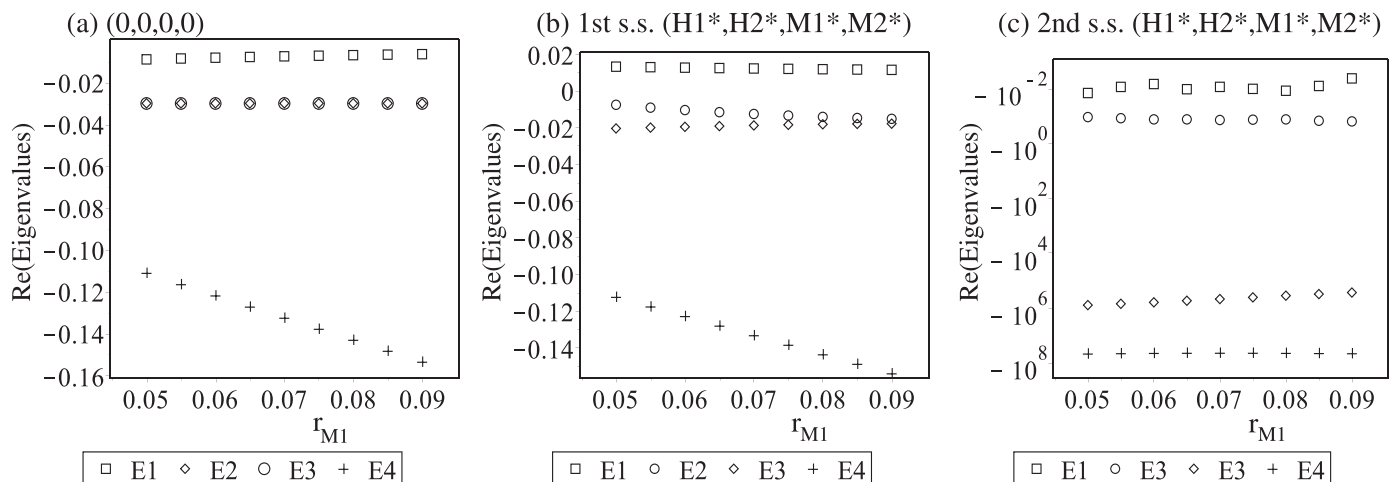 (a) (0,0,0,0)
Re(Eigenvalues)
−0.02
−0.04
−0.06
−0.08
−0.10
−0.12
−0.14
−0.16
0.05 0.06 0.07 0.08 0.09
r_M1
E1 E2 E3 E4
(b) 1st s.s. (H1*,H2*,M1*,M2*)
Re(Eigenvalues)
0.02
0
−0.02
−0.04
−0.06
−0.08
−0.10
−0.12
−0.14
0.05 0.06 0.07 0.08 0.09
r_M1
E1 E2 E3 E4
(c) 2nd s.s. (H1*,H2*,M1*,M2*)
Re(Eigenvalues)
− 10^−2
− 10^0
− 10^2
− 10^4
− 10^6
− 10^8
0.05 0.06 0.07 0.08 0.09
r_M1
E1 E3 E3 E4